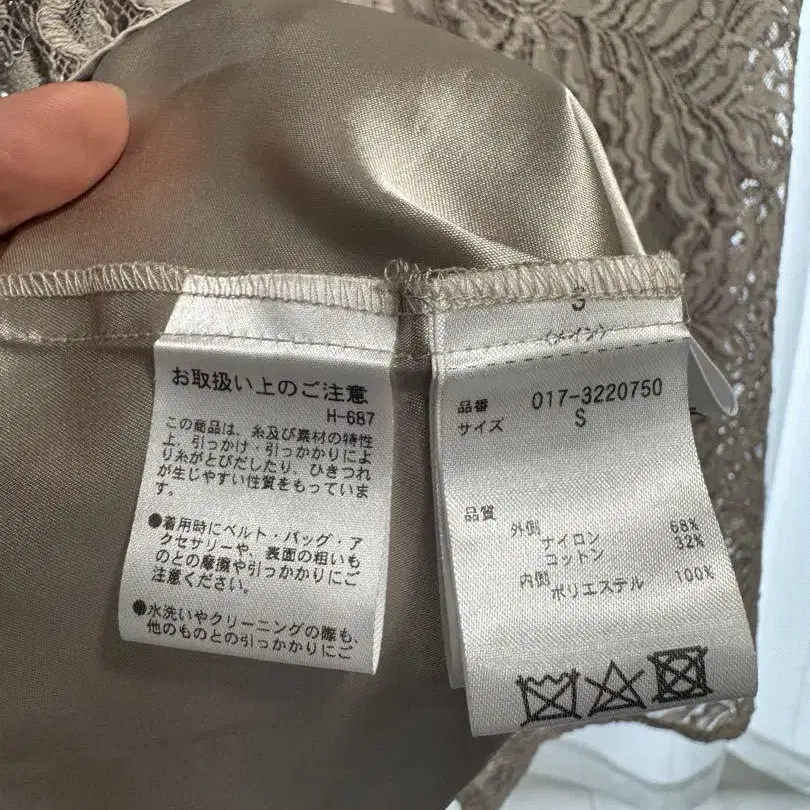 お取扱い上のご注意
H-687
この商品は、糸及び素材の特性
上、引っかけ・引っかかりによ
り糸がとびだしたり、ひきつれ
が生じやすい性質をもっていま
す。
●着用時にベルト・バッグ・ア
クセサリーや、表面の粗いも
のとの摩擦や引っかかりにご
注意ください。
●水洗いやクリーニングの際も、
他のものとの引っかかりにご
S
(メイン)
品番 017-3220750
サイズ S
品質
外側
ナイロン 68%
コットン 32%
内側
ポリエステル 100%